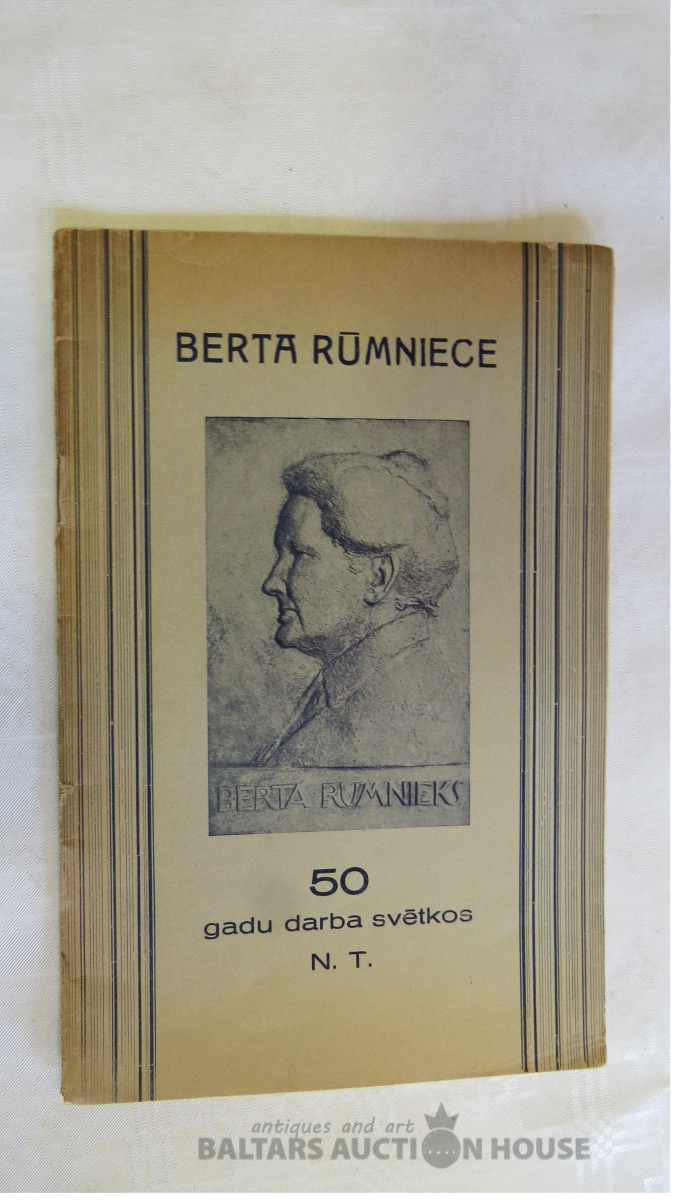 BERTA RŪMNIECE
BERTA RUMNIEKS
50
gadu darba svētkos
N. T.
antiques and art
BALTARS AUCTION HOUSE